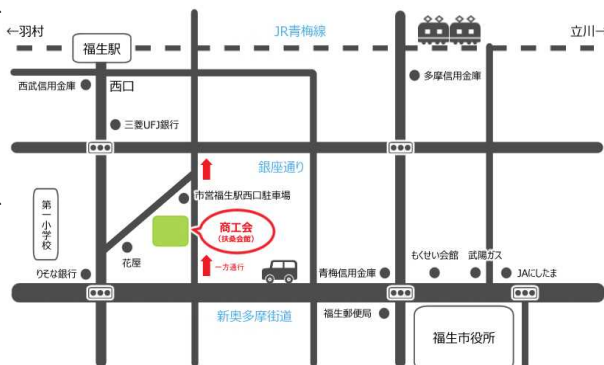 ←羽村
JR青梅線
立川→
福生駅
西武信用金庫
西口
多摩信用金庫
三菱UFJ銀行
銀座通り
市営福生駅西口駐車場
第一小学校
商工会
(扶桑会館)
花屋
一方通行
りそな銀行
青梅信用金庫
もくせい会館
武陽ガス
JAにしたま
新奥多摩街道
福生郵便局
福生市役所